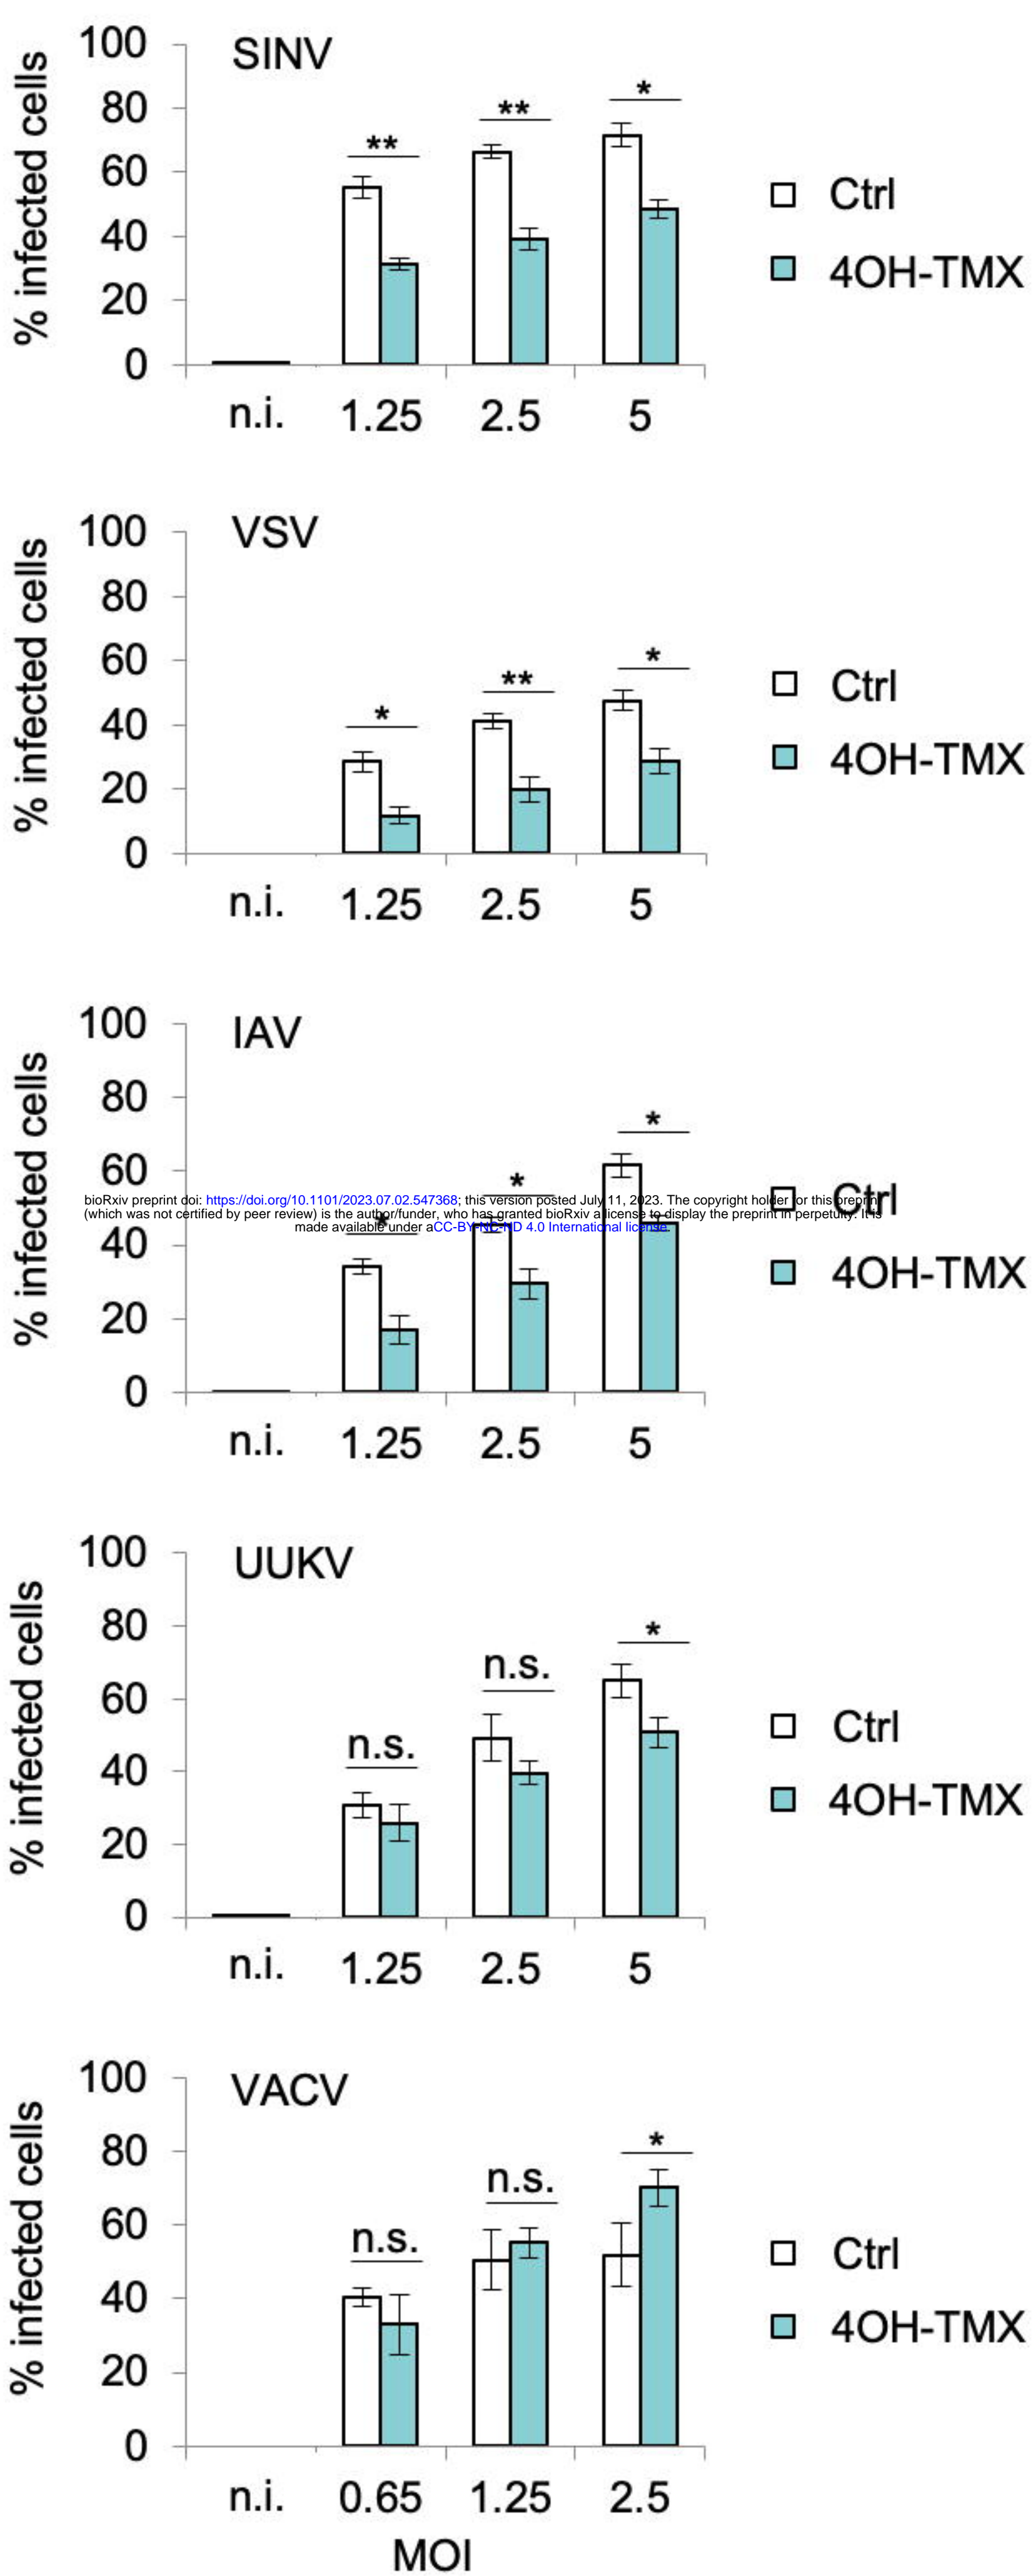 SINV
% infected cells
100
80
60
40
20
0
**
**
*
n.i. 1.25 2.5 5
Ctrl
4OH-TMX
VSV
% infected cells
100
80
60
40
20
0
*
**
*
n.i. 1.25 2.5 5
Ctrl
4OH-TMX
IAV
% infected cells
100
80
60
40
20
0
*
*
*
n.i. 1.25 2.5 5
Ctrl
4OH-TMX
bioRxiv preprint doi: https://doi.org/10.1101/2023.07.02.547368; this version posted July 11, 2023. The copyright holder for this preprint
(which was not certified by peer review) is the author/funder, who has granted bioRxiv a license to display the preprint in perpetuity. It is
made available under aCC-BY-NC-ND 4.0 International license.
UUKV
% infected cells
100
80
60
40
20
0
n.s.
n.s.
*
n.i. 1.25 2.5 5
Ctrl
4OH-TMX
VACV
% infected cells
100
80
60
40
20
0
n.s.
n.s.
*
n.i. 0.65 1.25 2.5
MOI
Ctrl
4OH-TMX